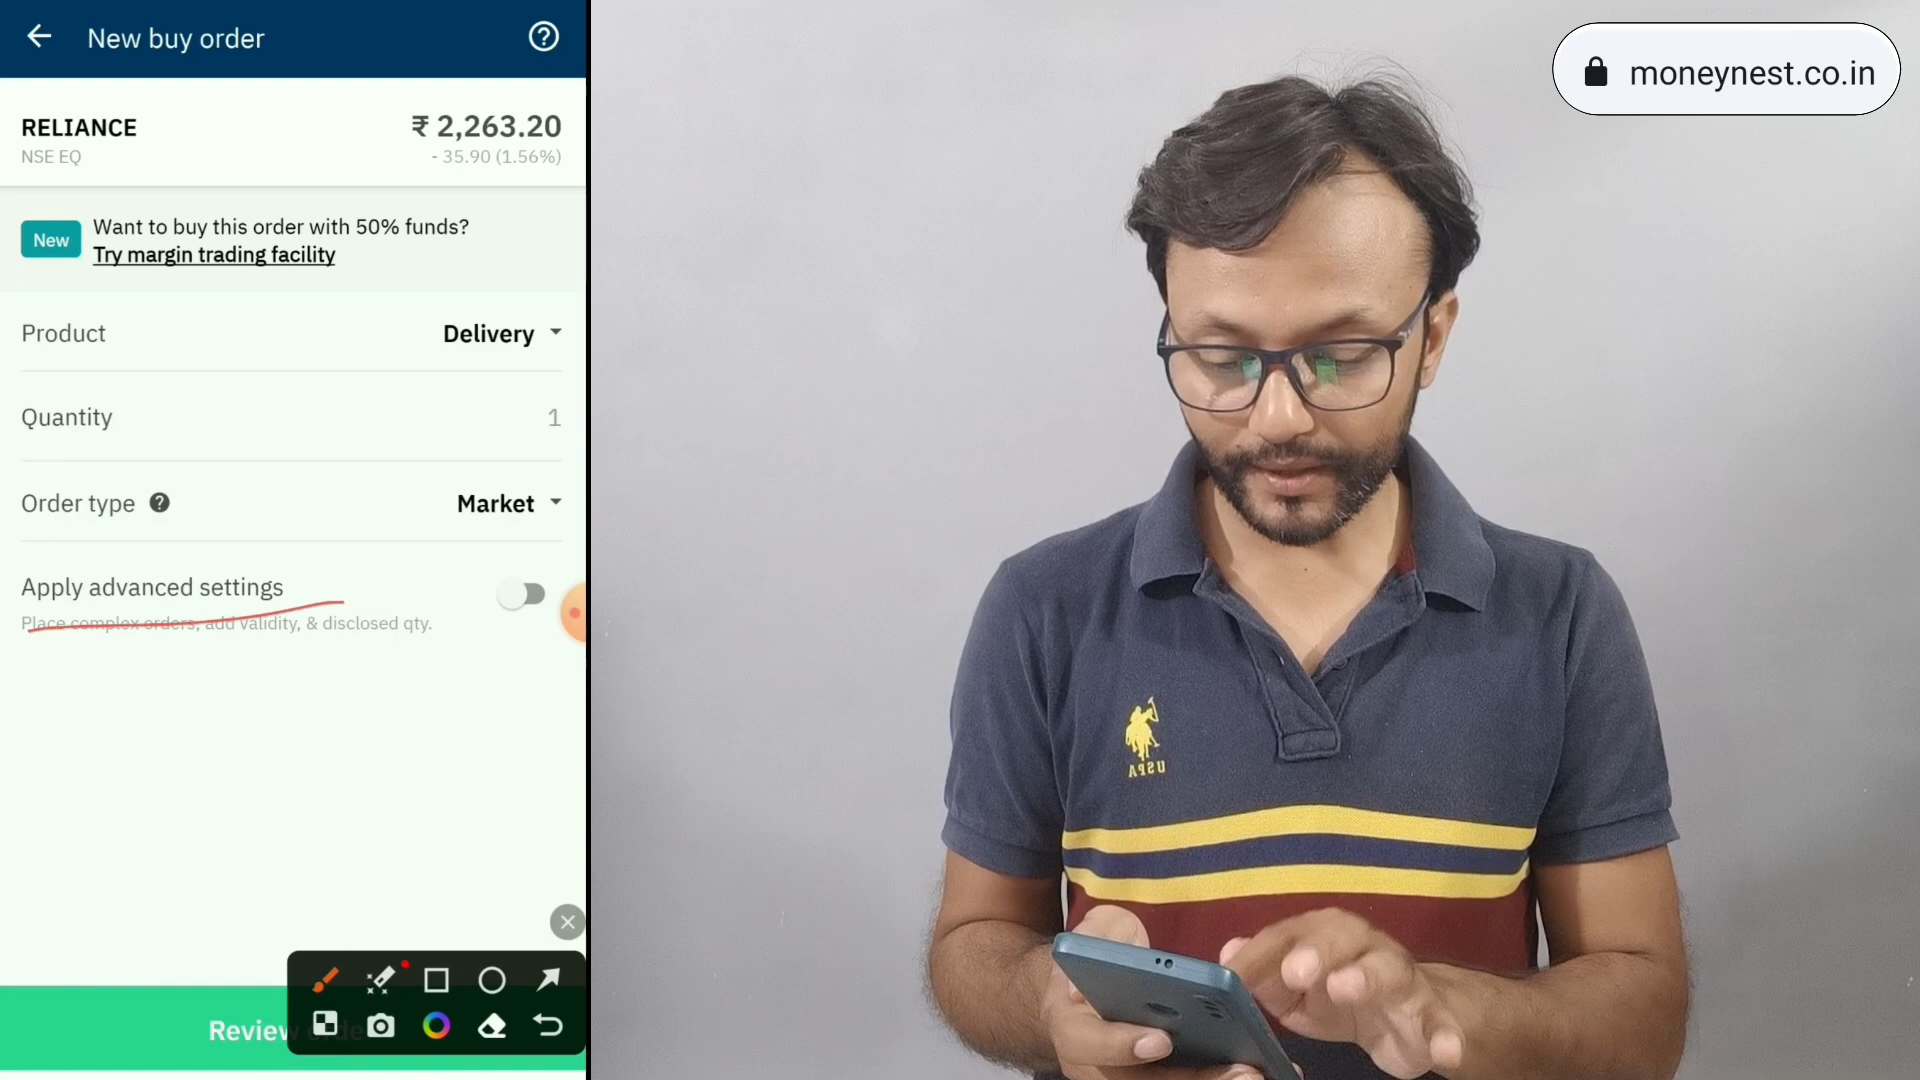 New buy order
RELIANCE
₹ 2,263.20
NSE EQ
- 35.90 (1.56%)
New
Want to buy this order with 50% funds?
Try margin trading facility
Product
Delivery
Quantity
1
Order type
Market
Apply advanced settings
Place complex orders, add validity, & disclosed qty.
Review
moneynest.co.in
USPA